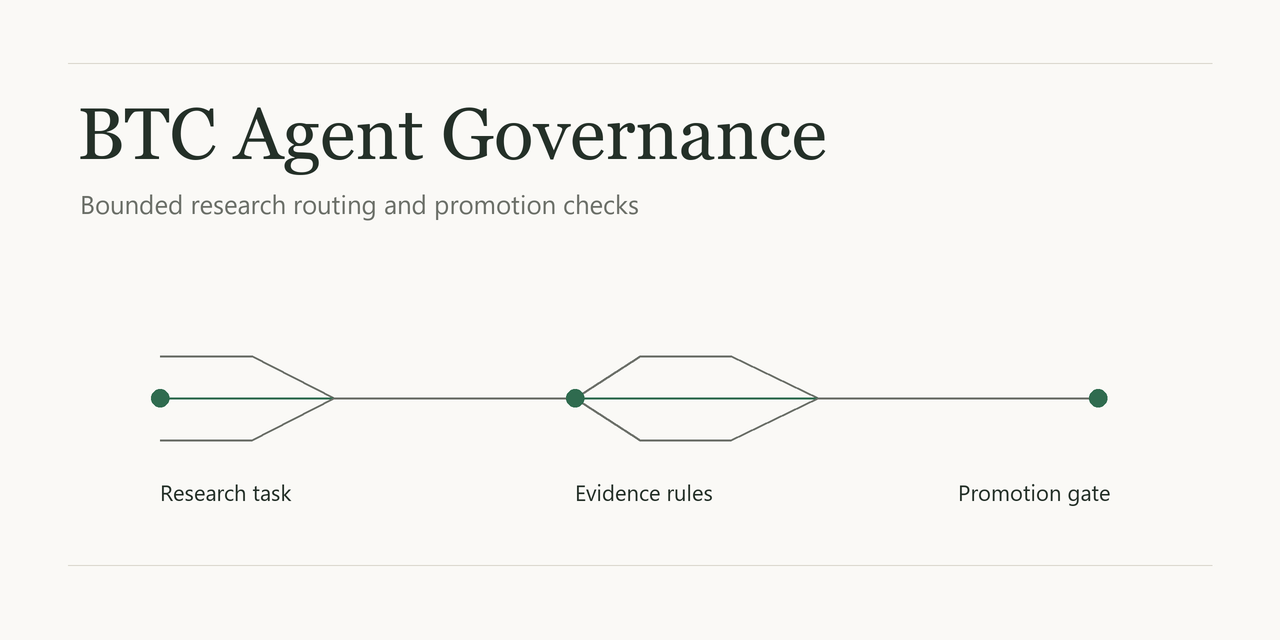 BTC Agent Governance
Bounded research routing and promotion checks
Research task
Evidence rules
Promotion gate